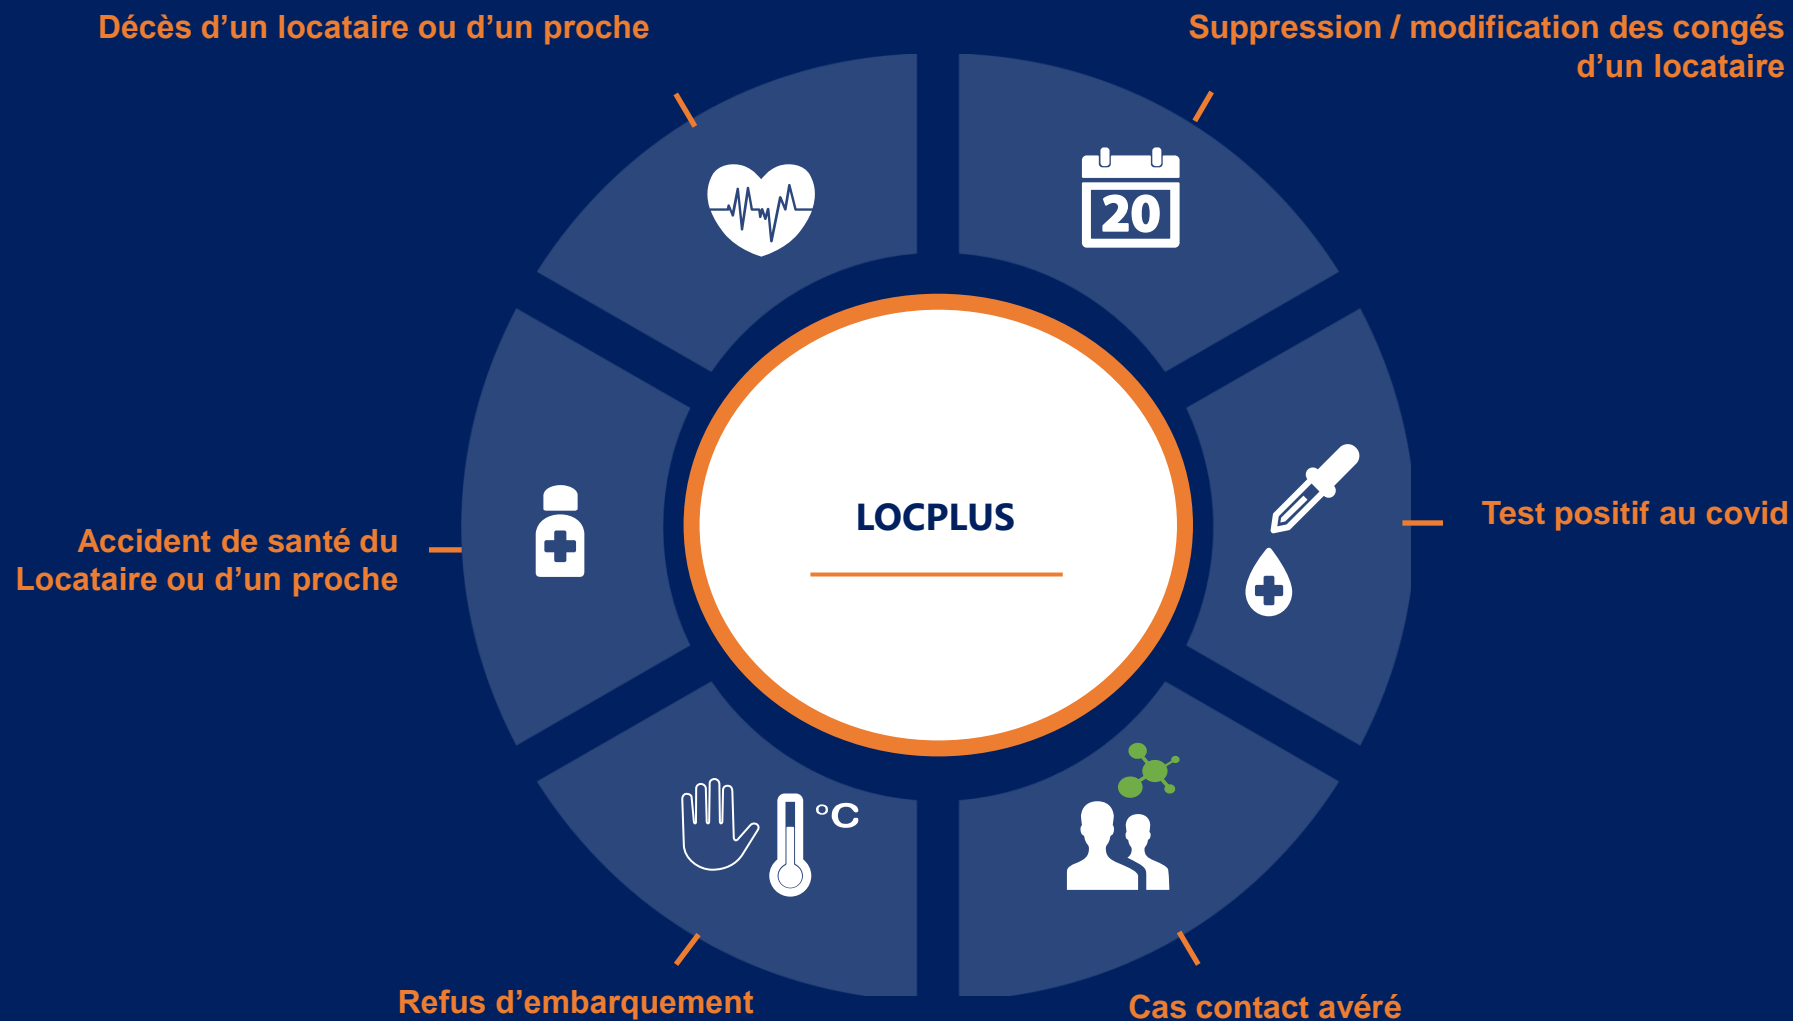 Décès d’un locataire ou d’un proche
Suppression / modification des congés
d’un locataire
20
LOCPLUS
Test positif au covid
Accident de santé du
Locataire ou d’un proche
°C
Refus d’embarquement
Cas contact avéré